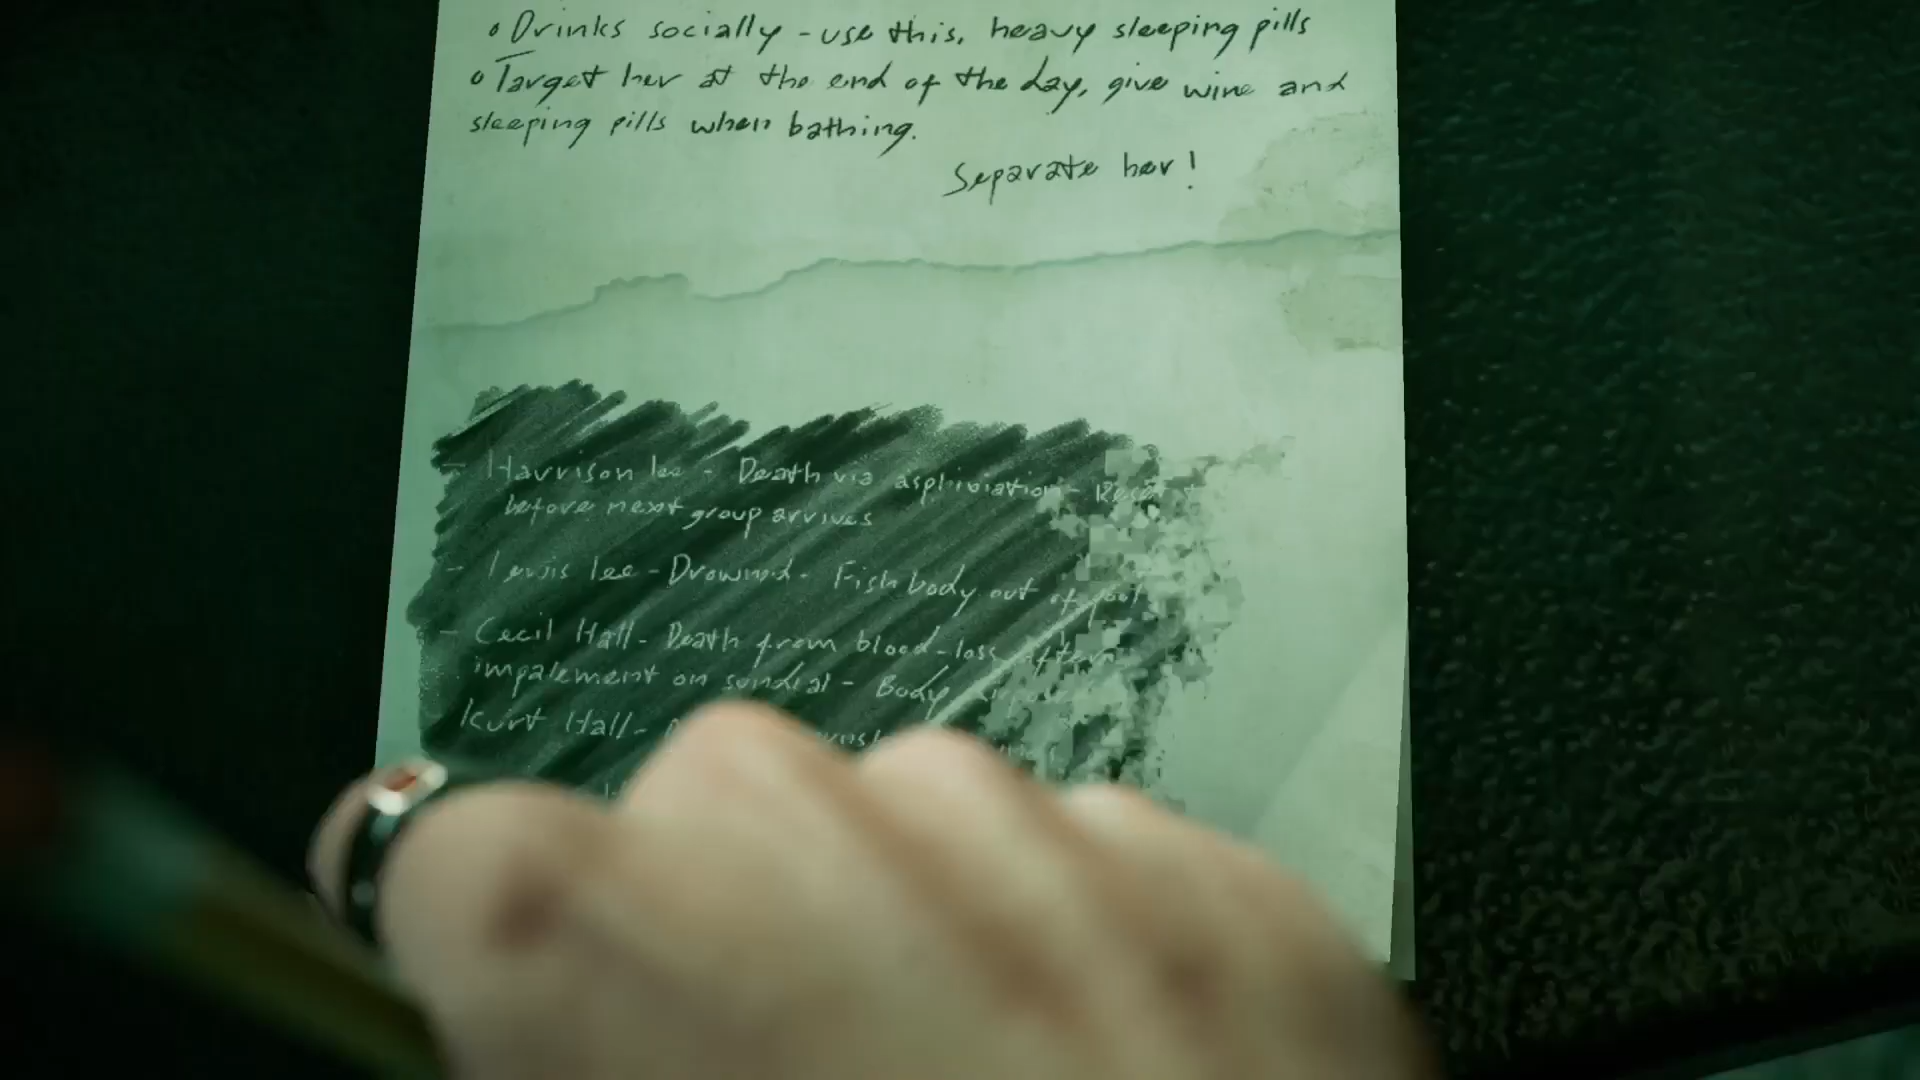 • Drinks socially - use this, heavy sleeping pills
• Target her at the end of the day, give wine and
sleeping pills when bathing.
Separate her!
- Harrison lee - Death via asphixiation -
before next group arrives
- Lewis lee - Drowned - Fish body out of pool
- Cecil Hall - Death from blood-loss after
impalement on sundial - Body
Kurt Hall -